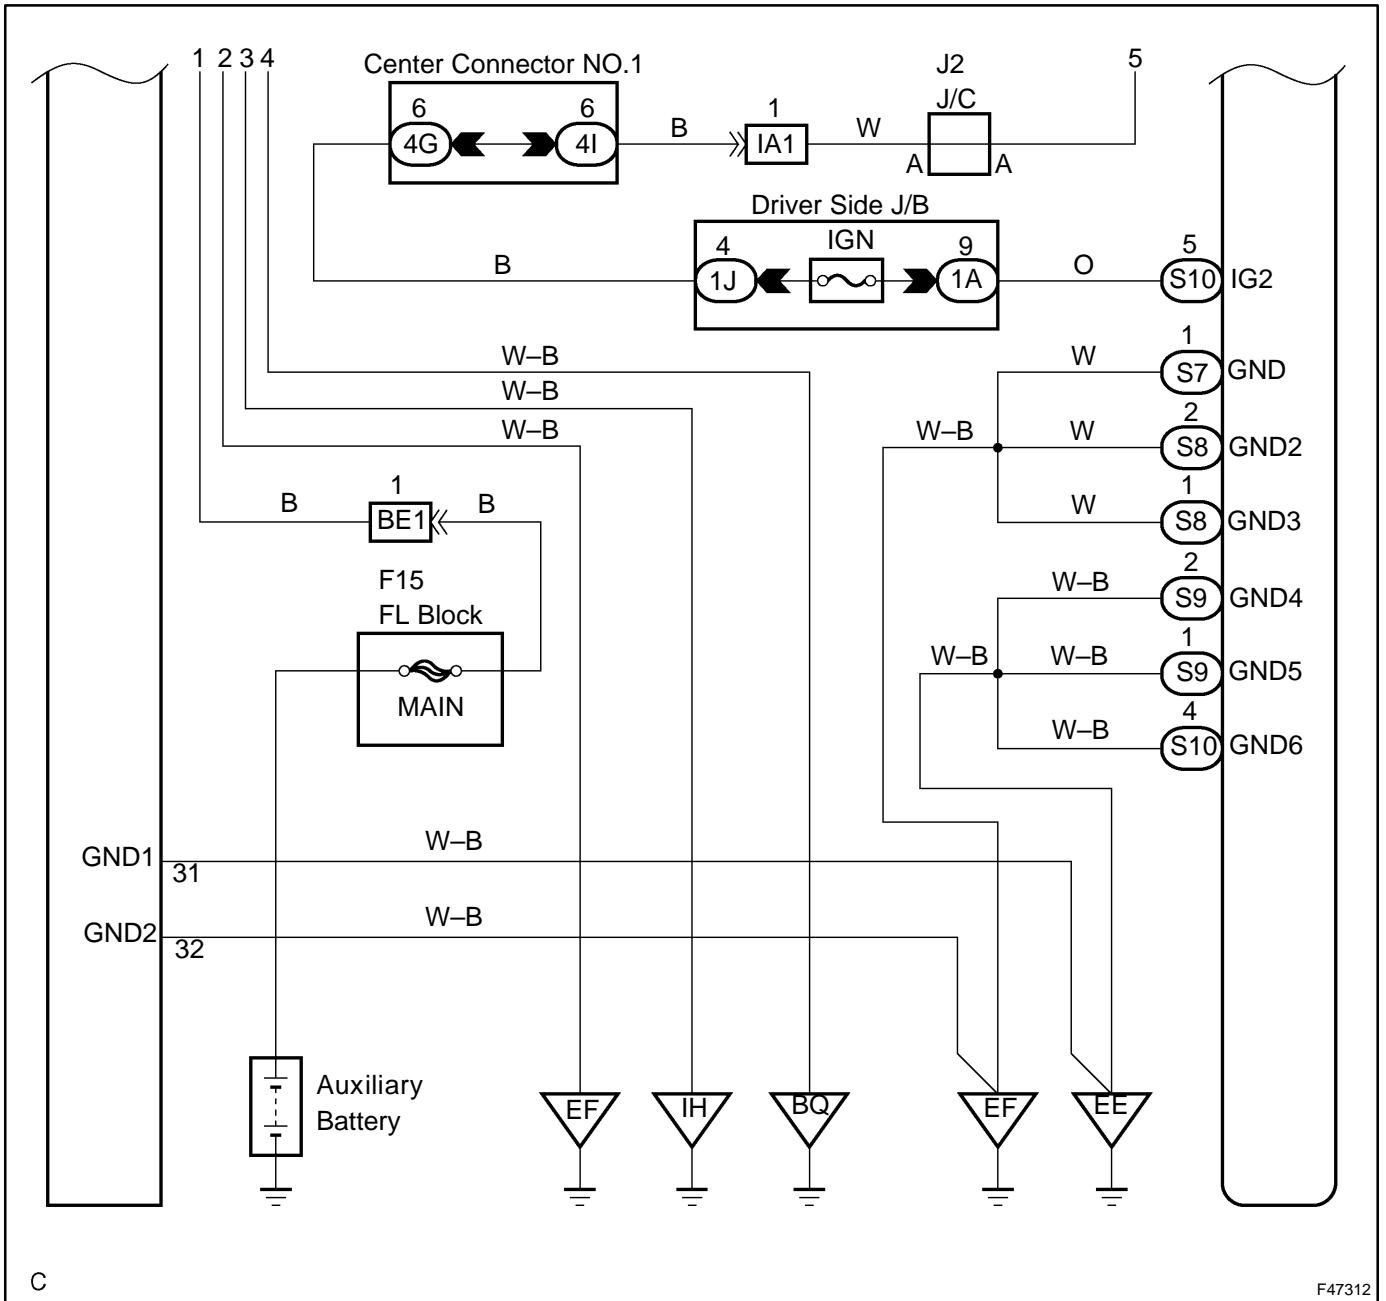 1 2 3 4
Center Connector NO.1
J2
J/C
5
6 6
4G 4I
B
1
IA1
W
A A
Driver Side J/B
4 IGN 9
1J 1A
B
O
5
S10 IG2
W–B
W–B
W–B
1
S7 GND
W
2
S8 GND2
W–B W
1
S8 GND3
W
1
B BE1 B
F15
FL Block
MAIN
2
S9 GND4
W–B
1
S9 GND5
W–B W–B
4
S10 GND6
W–B
GND1 31 W–B
GND2 32 W–B
Auxiliary
Battery
EF IH BQ EF EE
C
F47312